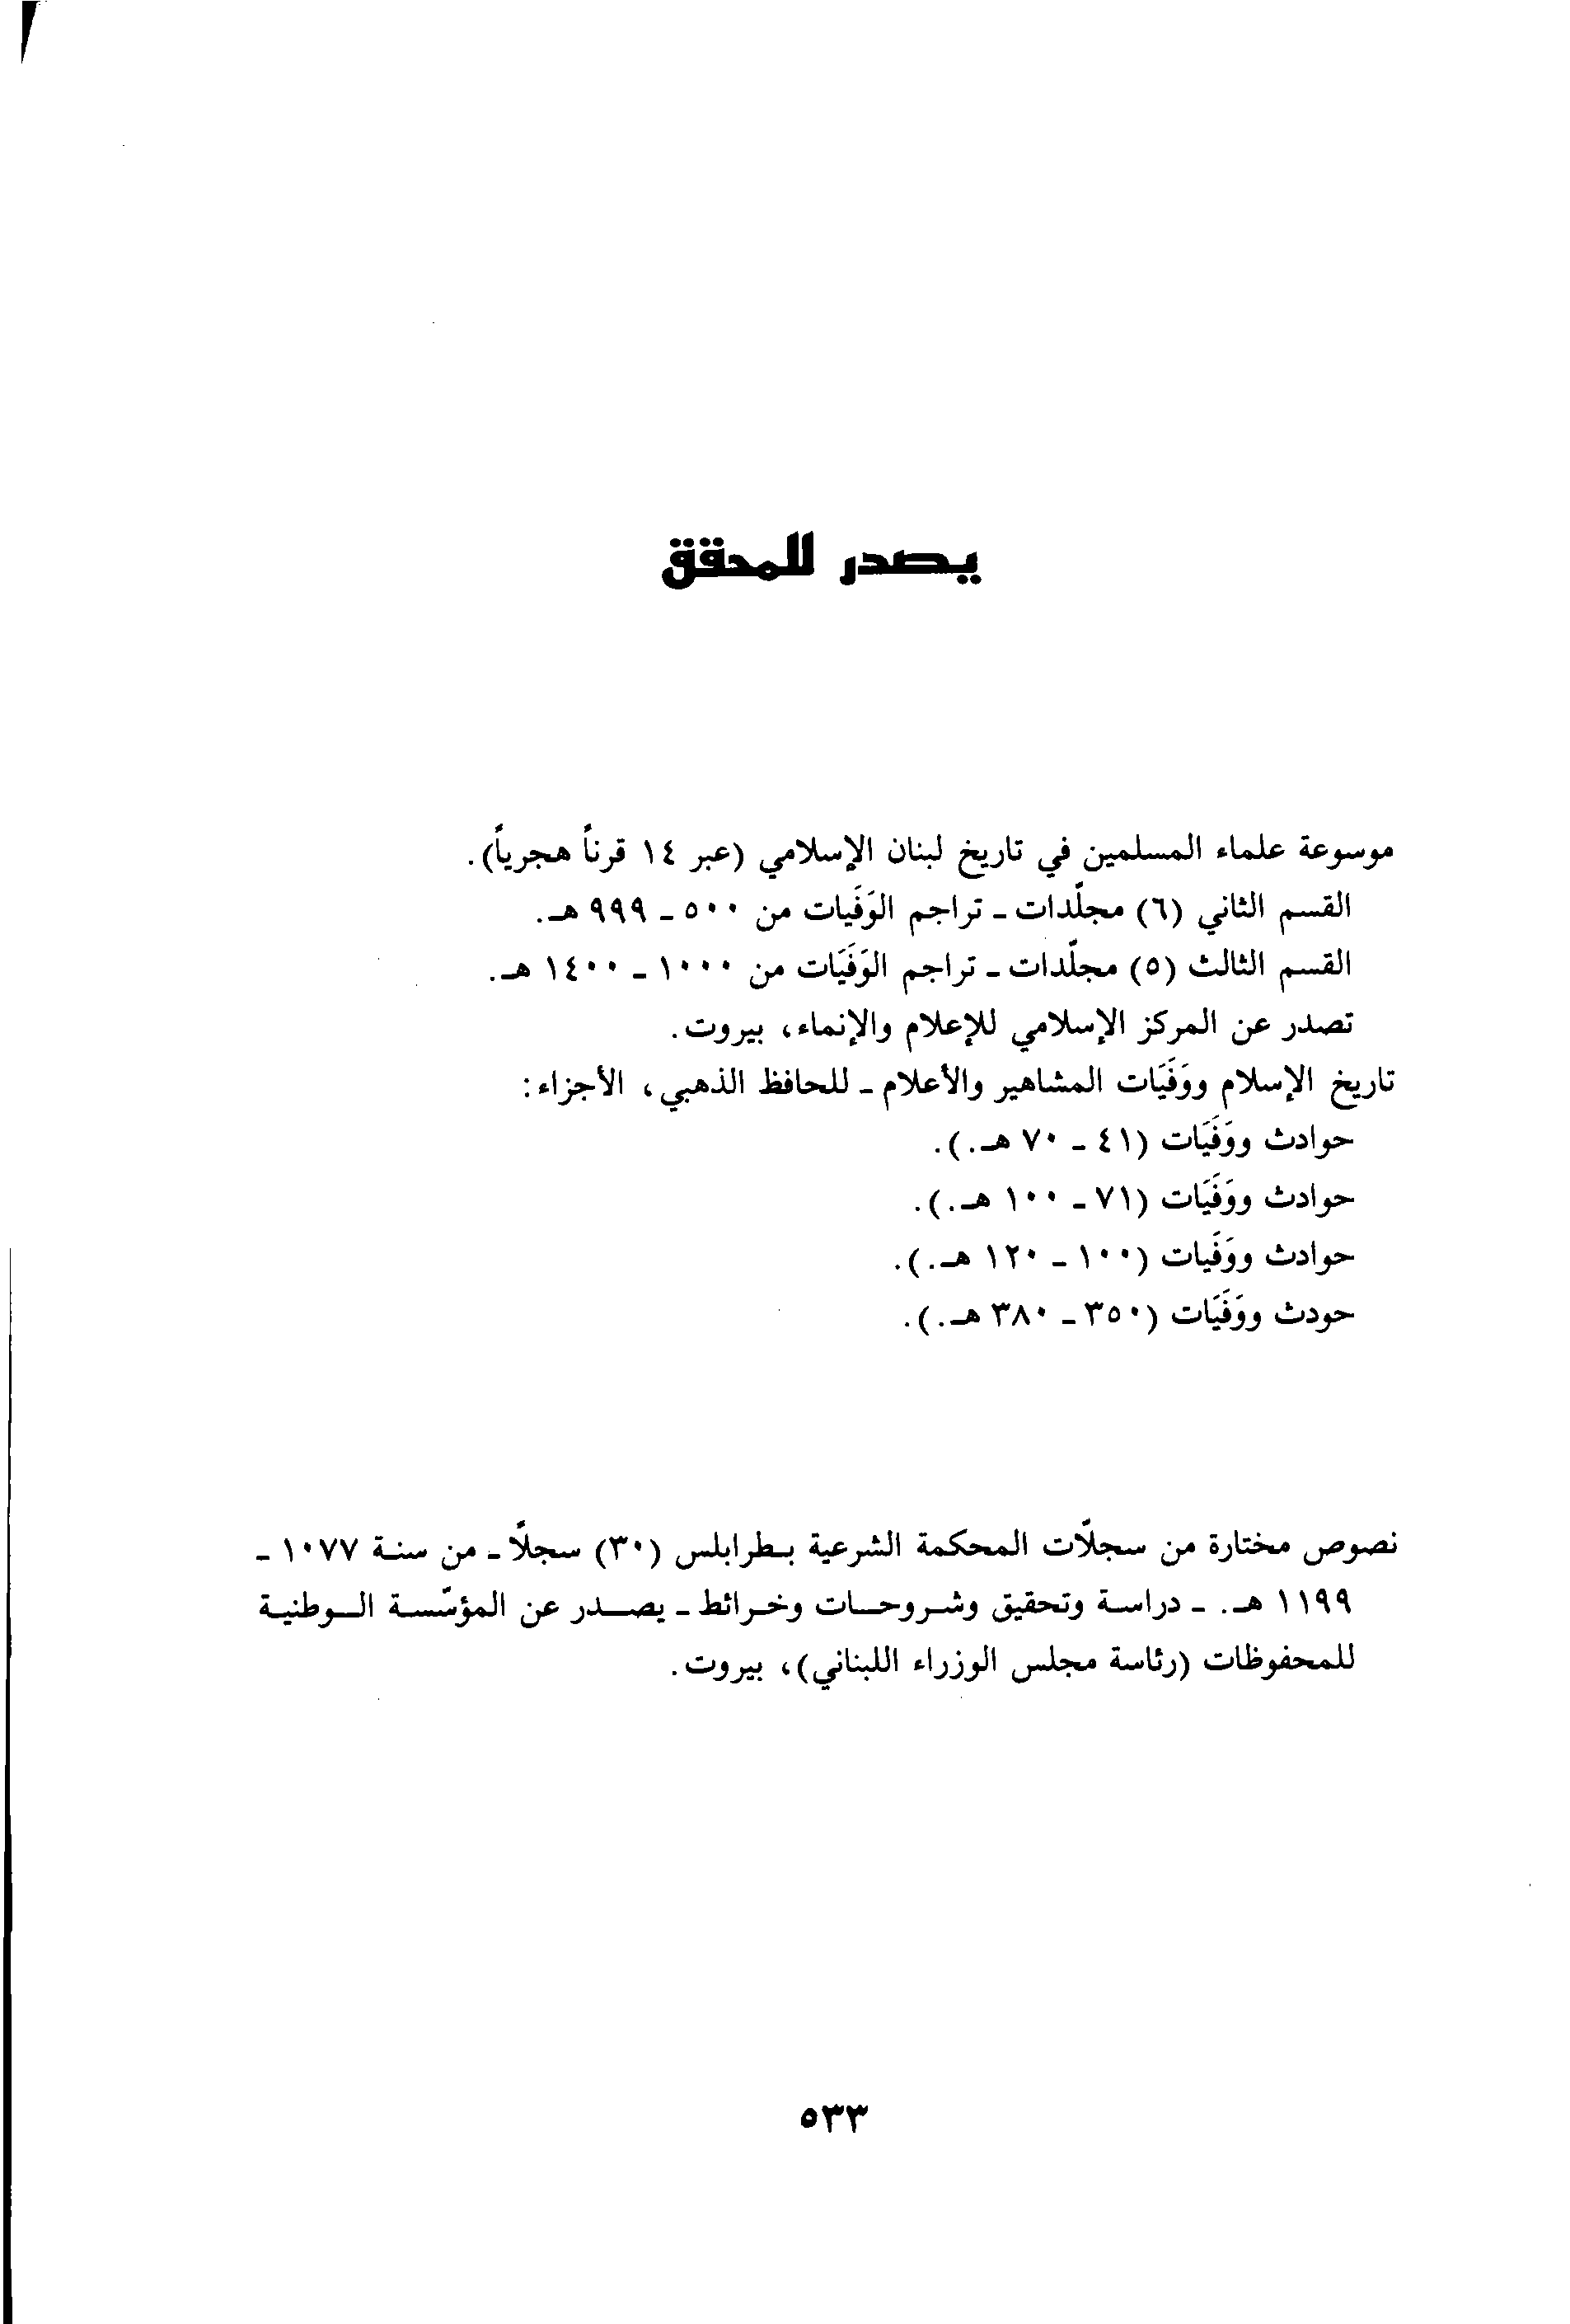 يصدر للمحقق
موسوعة علماء المسلمين في تاريخ لبنان الإسلامي (عبر ١٤ قرناً هجرياً).
القسم الثاني (٦) مجلّدات ـ تراجم الوَفَيات من ٥٠٠ ـ ٩٩٩ هـ.
القسم الثالث (٥) مجلّدات ـ تراجم الوَفَيَات من ١٠٠٠ ـ ١٤٠٠ هـ.
تصدر عن المركز الإسلامي للإعلام والإنماء، بيروت.
تاريخ الإسلام ووَفَيَات المشاهير والأعلام ـ للحافظ الذهبي، الأجزاء:
حوادث ووَفَيَات (٤١ ـ ٧٠ هـ.).
حوادث ووَفَيَات (٧١ ـ ١٠٠ هـ.).
حوادث ووَفَيات (١٠٠ ـ ١٢٠ هـ.).
حودث ووَفَيَات (٣٥٠ ـ ٣٨٠ هـ.).
نصوص مختارة من سجلاّت المحكمة الشرعية بطرابلس (٣٠) سجلاًّ ـ من سنة ١٠٧٧ ـ
١١٩٩ هـ. ـ دراسة وتحقيق وشروحات وخرائط ـ يصدر عن المؤسّسة الوطنية
للمحفوظات (رئاسة مجلس الوزراء اللبناني)، بيروت.
٥٣٣